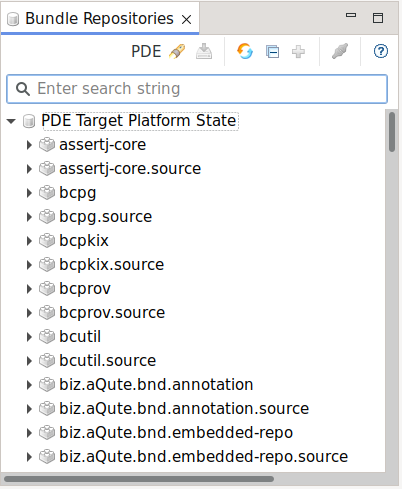 Bundle Repositories
PDE
Enter search string
PDE Target Platform State
assertj-core
assertj-core.source
bcpg
bcpg.source
bcpkix
bcpkix.source
bcprov
bcprov.source
bcutil
bcutil.source
biz.aQute.bnd.annotation
biz.aQute.bnd.annotation.source
biz.aQute.bnd.embedded-repo
biz.aQute.bnd.embedded-repo.source